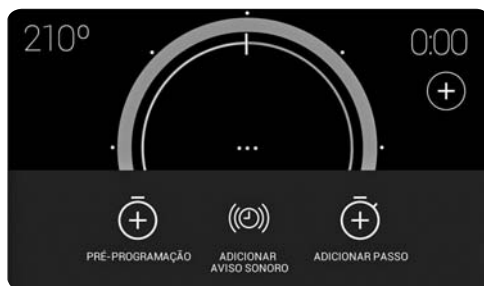 210º
0:00
PRÉ-PROGRAMAÇÃO
ADICIONAR
AVISO SONORO
ADICIONAR PASSO